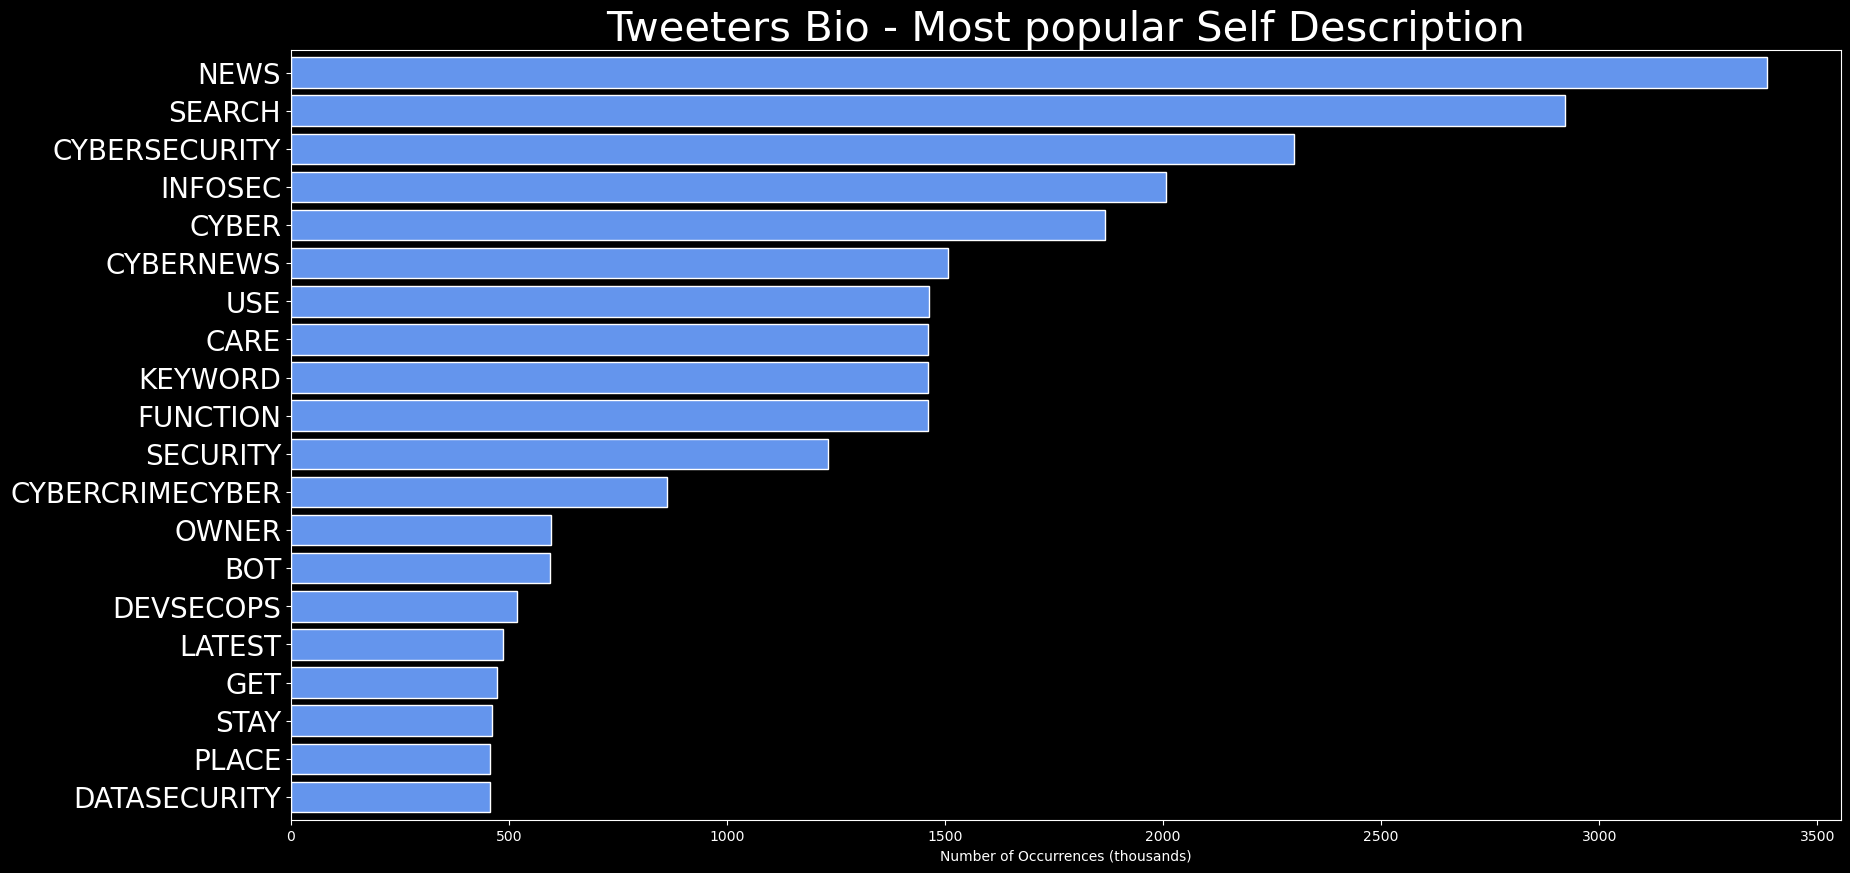 Tweeters Bio - Most popular Self Description
NEWS
SEARCH
CYBERSECURITY
INFOSEC
CYBER
CYBERNEWS
USE
CARE
KEYWORD
FUNCTION
SECURITY
CYBERCRIMECYBER
OWNER
BOT
DEVSECOPS
LATEST
GET
STAY
PLACE
DATASECURITY
0 500 1000 1500 2000 2500 3000 3500
Number of Occurrences (thousands)